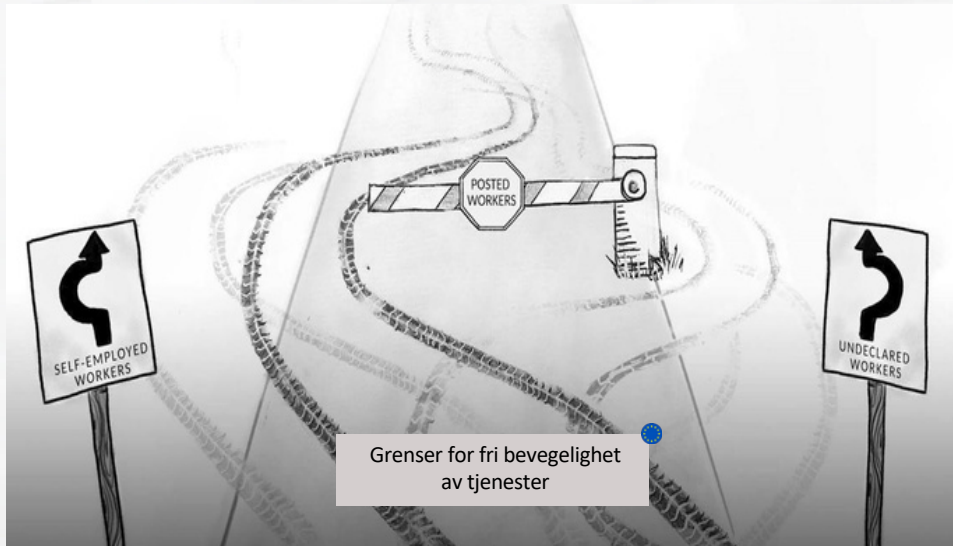 POSTED
WORKERS
SELF-EMPLOYED
WORKERS
UNDECLARED
WORKERS
Grenser for fri bevegelighet
av tjenester